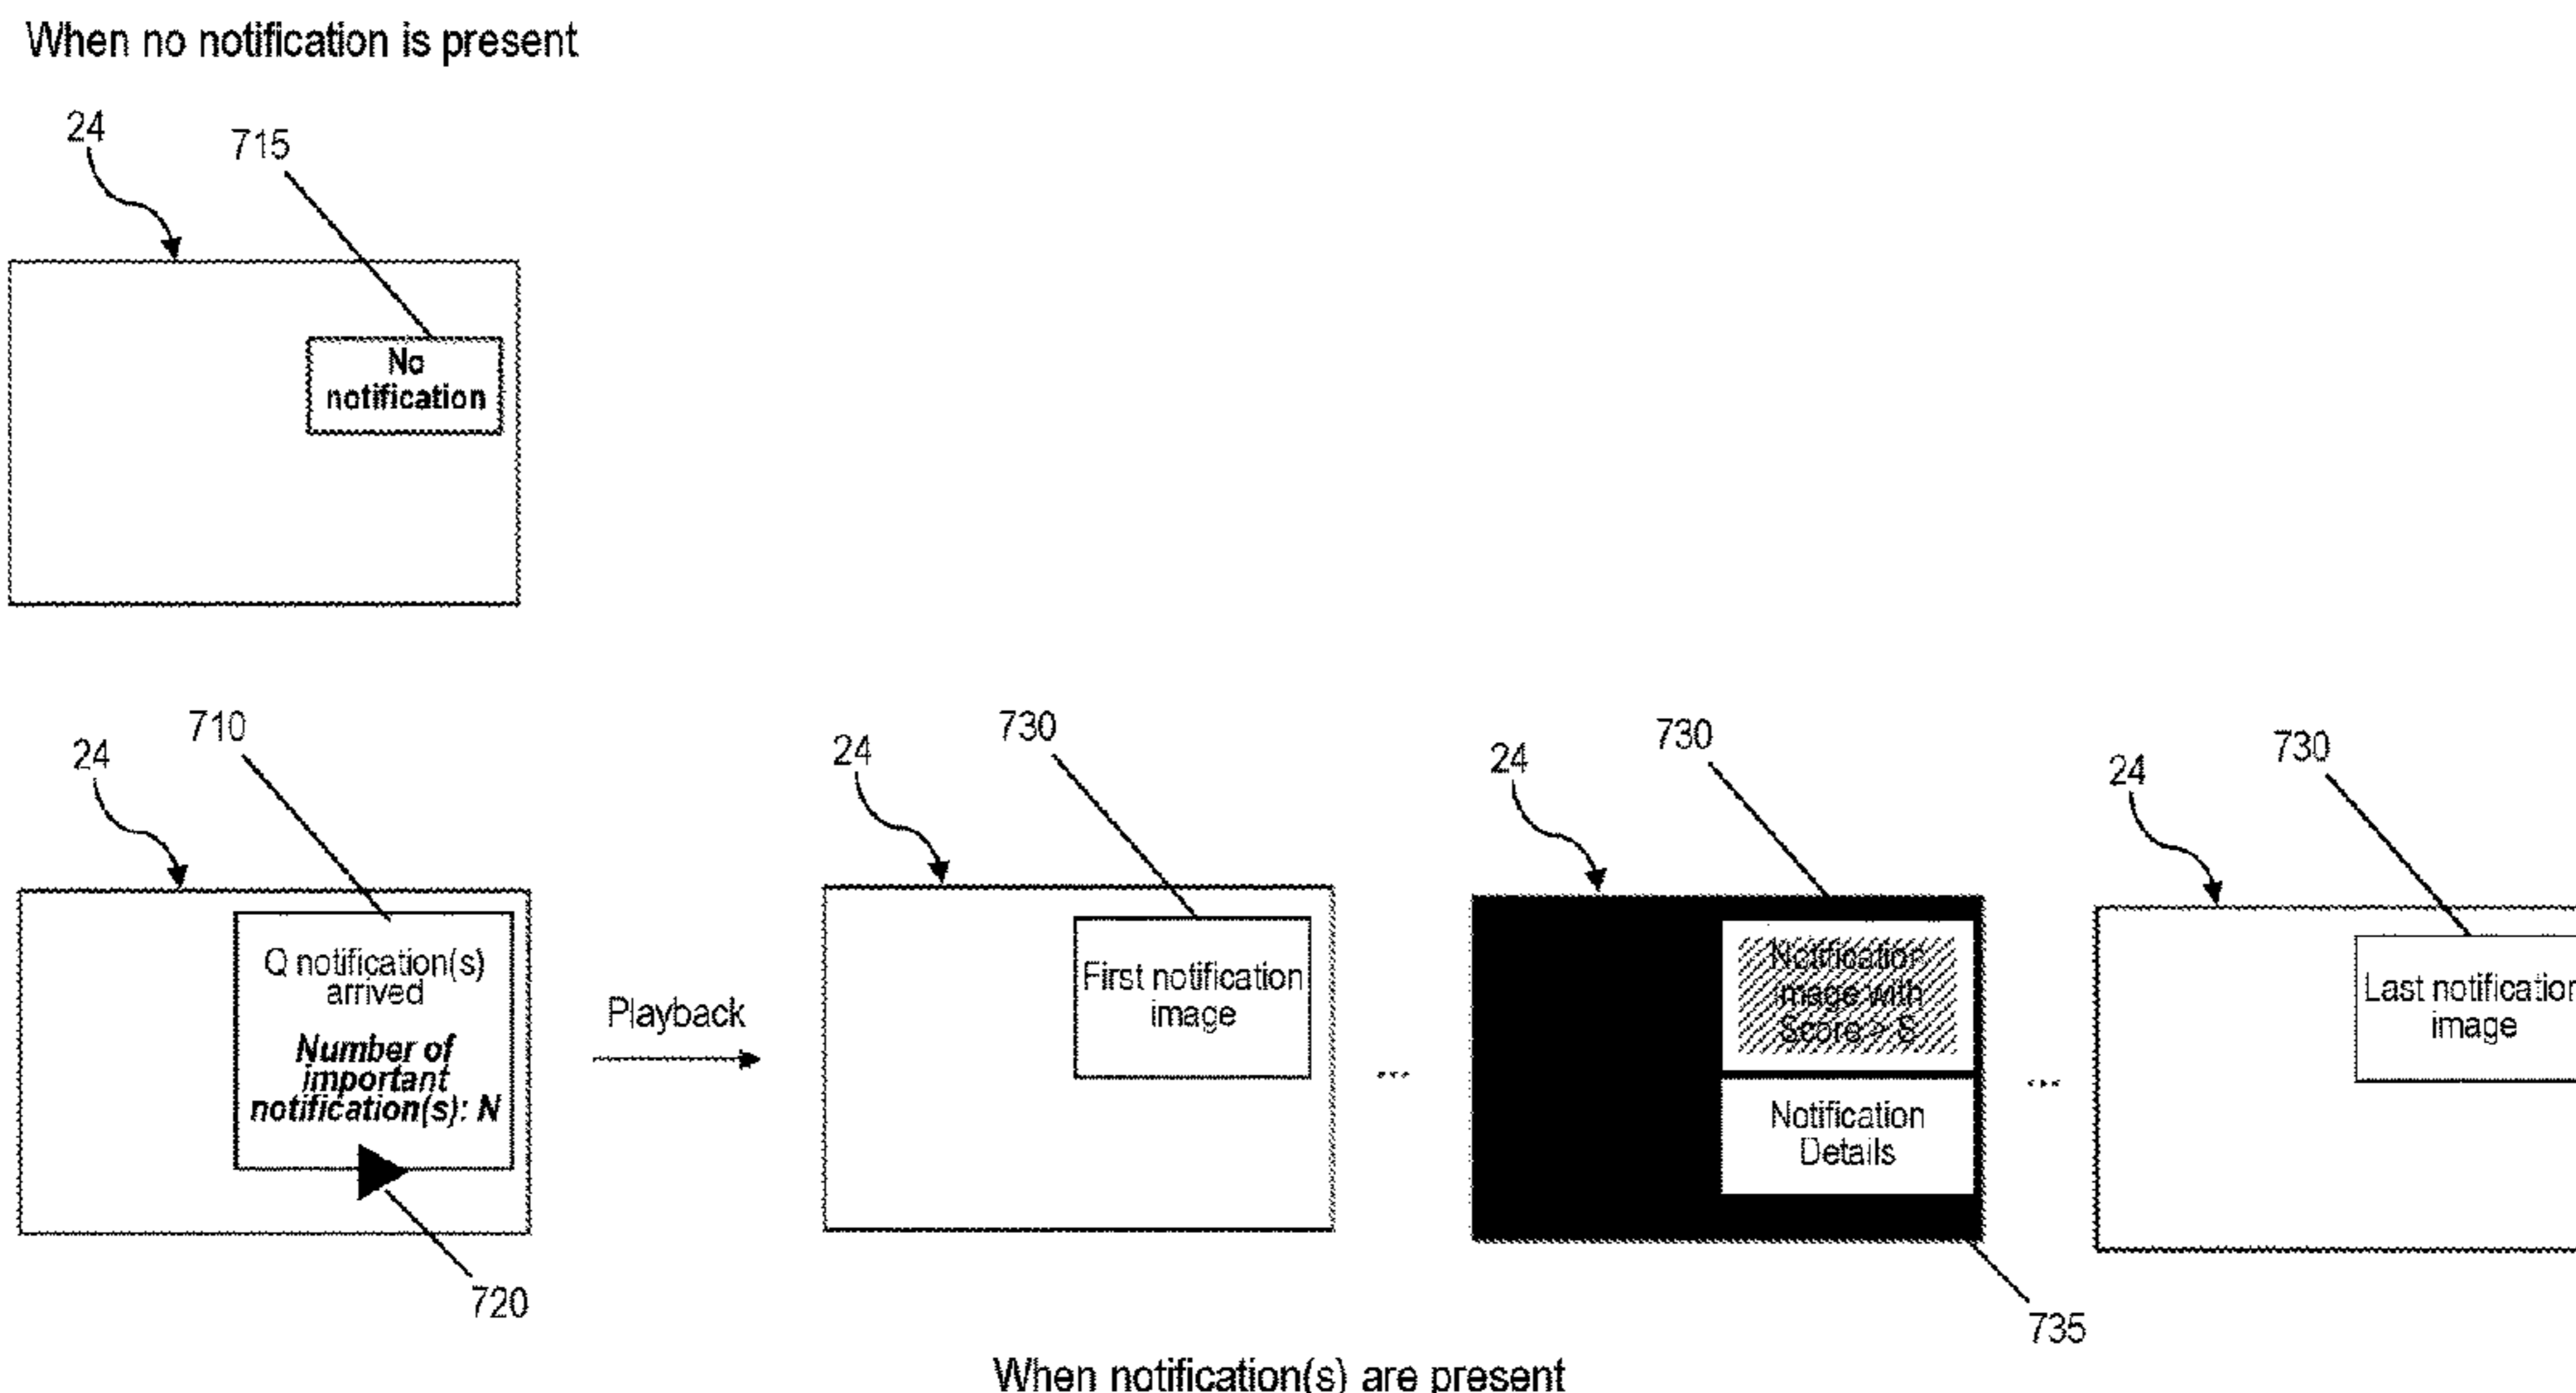 When no notification is present
24
715
No
notification
24
710
24
730
24
730
24
730
Q notification(s)
arrived
Number of
important
notification(s): N
Playback
First notification
image
...
Notification
image with
Score > S
Notification
Details
...
Last notification
image
720
735
When notification(s) are present